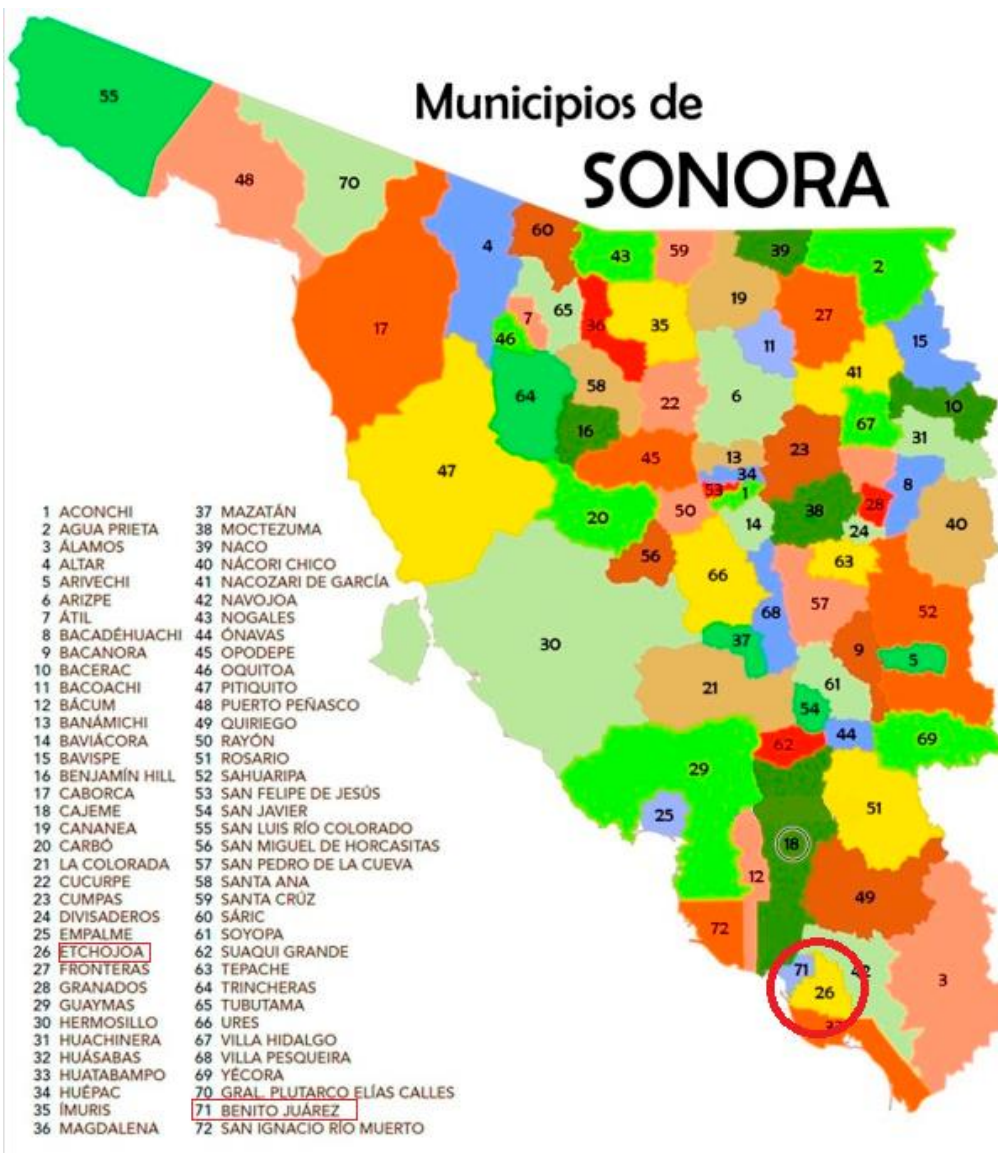 Municipios de
SONORA
55
48
70
60
4
43
59
39
2
19
65
7
36
35
27
17
11
15
46
41
58
64
6
22
10
67
16
31
23
45
13
47
34
8
53
1
28
50
38
20
14
40
24
56
63
66
57
68
52
37
30
9
5
61
21
54
44
69
62
29
25
51
18
12
49
72
71
42
26
3
33
1 ACONCHI
2 AGUA PRIETA
3 ÁLAMOS
4 ALTAR
5 ARIVECHI
6 ARIZPE
7 ÁTIL
8 BACADÉHUACHI
9 BACANORA
10 BACERAC
11 BACOACHI
12 BÁCUM
13 BANÁMICHI
14 BAVIÁCORA
15 BAVISPE
16 BENJAMÍN HILL
17 CABORCA
18 CAJEME
19 CANANEA
20 CARBÓ
21 LA COLORADA
22 CUCURPE
23 CUMPAS
24 DIVISADEROS
25 EMPALME
26 ETCHOJOA
27 FRONTERAS
28 GRANADOS
29 GUAYMAS
30 HERMOSILLO
31 HUACHINERA
32 HUÁSABAS
33 HUATABAMPO
34 HUÉPAC
35 ÍMURIS
36 MAGDALENA
37 MAZATÁN
38 MOCTEZUMA
39 NACO
40 NÁCORI CHICO
41 NACOZARI DE GARCÍA
42 NAVOJOA
43 NOGALES
44 ÓNAVAS
45 OPODEPE
46 OQUITOA
47 PITIQUITO
48 PUERTO PEÑASCO
49 QUIRIEGO
50 RAYÓN
51 ROSARIO
52 SAHUARIPA
53 SAN FELIPE DE JESÚS
54 SAN JAVIER
55 SAN LUIS RÍO COLORADO
56 SAN MIGUEL DE HORCASITAS
57 SAN PEDRO DE LA CUEVA
58 SANTA ANA
59 SANTA CRÚZ
60 SÁRIC
61 SOYOPA
62 SUAQUI GRANDE
63 TEPACHE
64 TRINCHERAS
65 TUBUTAMA
66 URES
67 VILLA HIDALGO
68 VILLA PESQUEIRA
69 YÉCORA
70 GRAL. PLUTARCO ELÍAS CALLES
71 BENITO JUÁREZ
72 SAN IGNACIO RÍO MUERTO